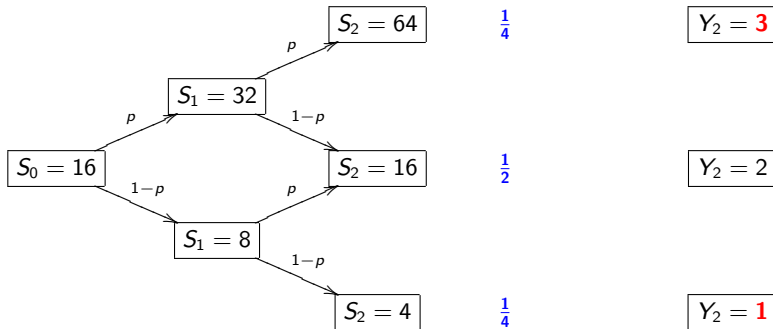 S₂ = 64 1/4 Y₂ = 3
p
S₁ = 32
p 1−p
S₀ = 16 S₂ = 16 1/2 Y₂ = 2
1−p p
S₁ = 8
1−p
S₂ = 4 1/4 Y₂ = 1